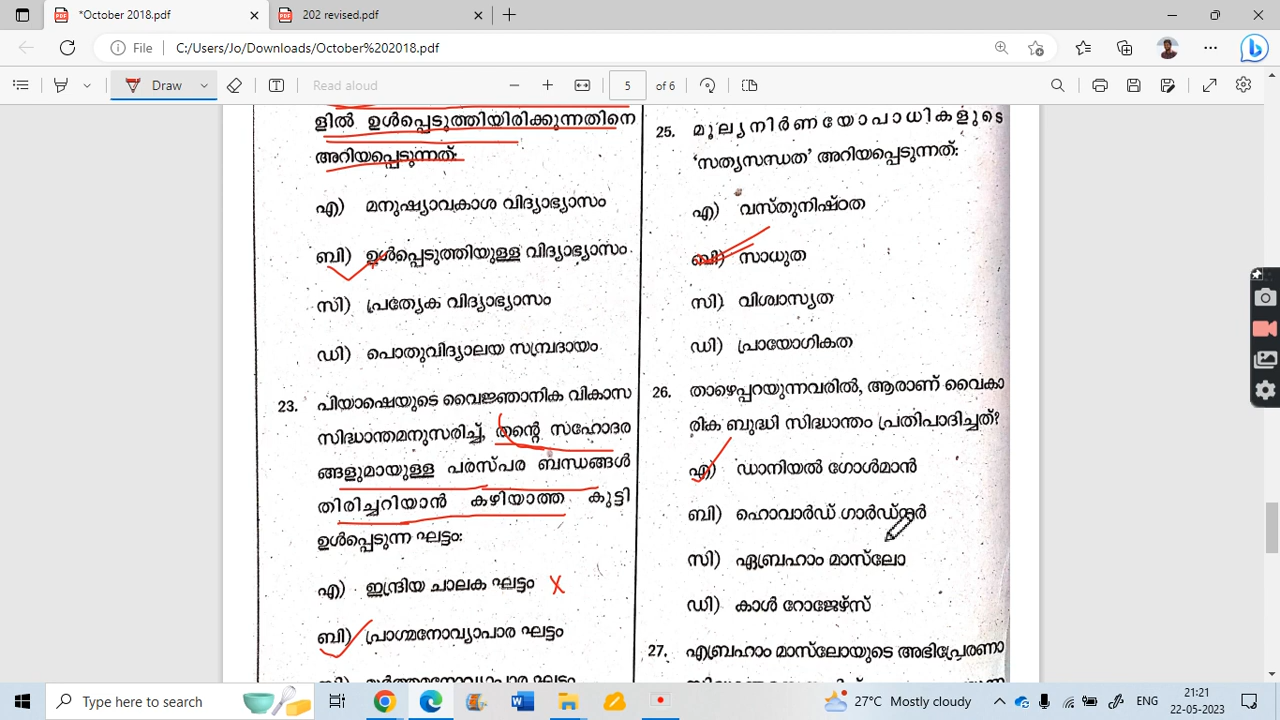 *October 2018.pdf
202 revised.pdf
File
C:/Users/Jo/Downloads/October%202018.pdf
Draw
Read aloud
5
of 6
ളിൽ ഉൾപ്പെടുത്തിയിരിക്കുന്നതിനെ
അറിയപ്പെടുന്നത്:
എ) മനുഷ്യാവകാശ വിദ്യാഭ്യാസം
ബി) ഉൾപ്പെടുത്തിയുള്ള വിദ്യാഭ്യാസം
സി) പ്രത്യേക വിദ്യാഭ്യാസം
ഡി) പൊതുവിദ്യാലയ സമ്പ്രദായം
23. പിയാഷെയുടെ വൈജ്ഞാനിക വികാസ
സിദ്ധാന്തമനുസരിച്ച്, തന്റെ സഹോദര
ങ്ങളുമായുള്ള പരസ്പര ബന്ധങ്ങൾ
തിരിച്ചറിയാൻ കഴിയാത്ത കുട്ടി
ഉൾപ്പെടുന്ന ഘട്ടം:
എ) ഇന്ദ്രിയ ചാലക ഘട്ടം X
ബി) പ്രാഗ്മനോവ്യാപാര ഘട്ടം
25. മൂല്യനിർണയോപാധികളുടെ
‘സത്യസന്ധത’ അറിയപ്പെടുന്നത്:
എ) വസ്തുനിഷ്ഠത
ബി) സാധുത
സി) വിശ്വാസ്യത
ഡി) പ്രായോഗികത
26. താഴെപ്പറയുന്നവരിൽ, ആരാണ് വൈകാ
രിക ബുദ്ധി സിദ്ധാന്തം പ്രതിപാദിച്ചത്?
എ) ഡാനിയൽ ഗോൾമാൻ
ബി) ഹൊവാർഡ് ഗാർഡ്നർ
സി) ഏബ്രഹാം മാസ്‌ലോ
ഡി) കാൾ റോജേഴ്സ്
27. എബ്രഹാം മാസ്‌ലോയുടെ അഭിപ്രേരണാ
Type here to search
27°C Mostly cloudy
ENG
21:21
22-05-2023